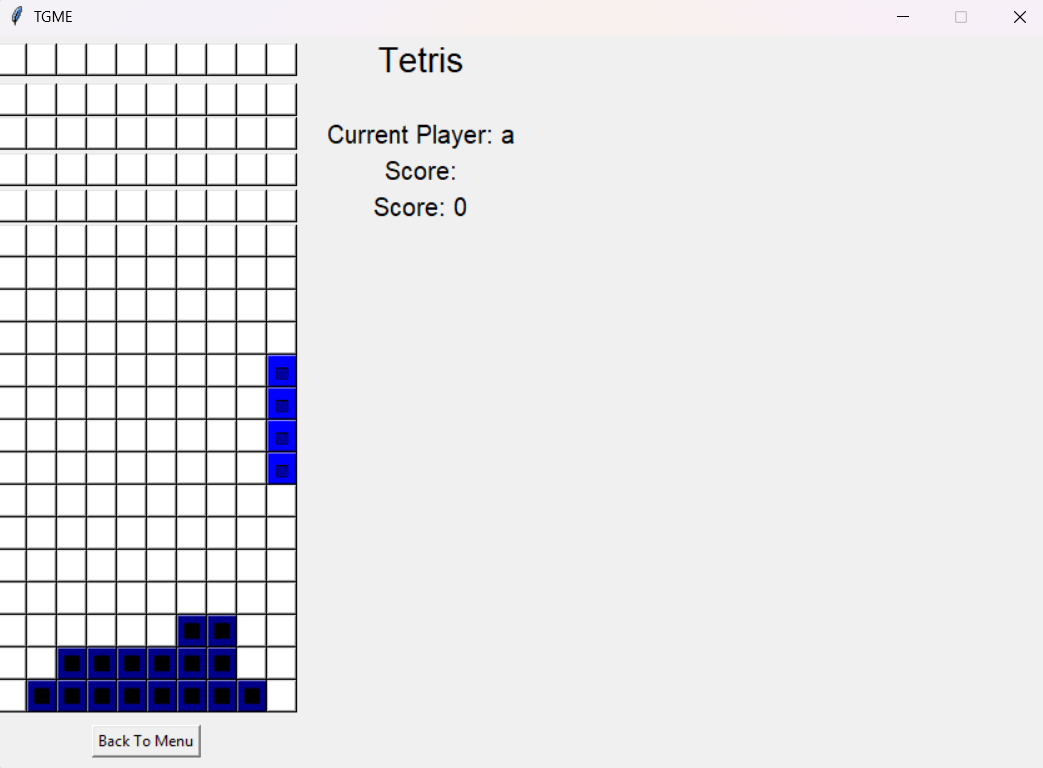 TGME
Tetris
Current Player: a
Score:
Score: 0
Back To Menu